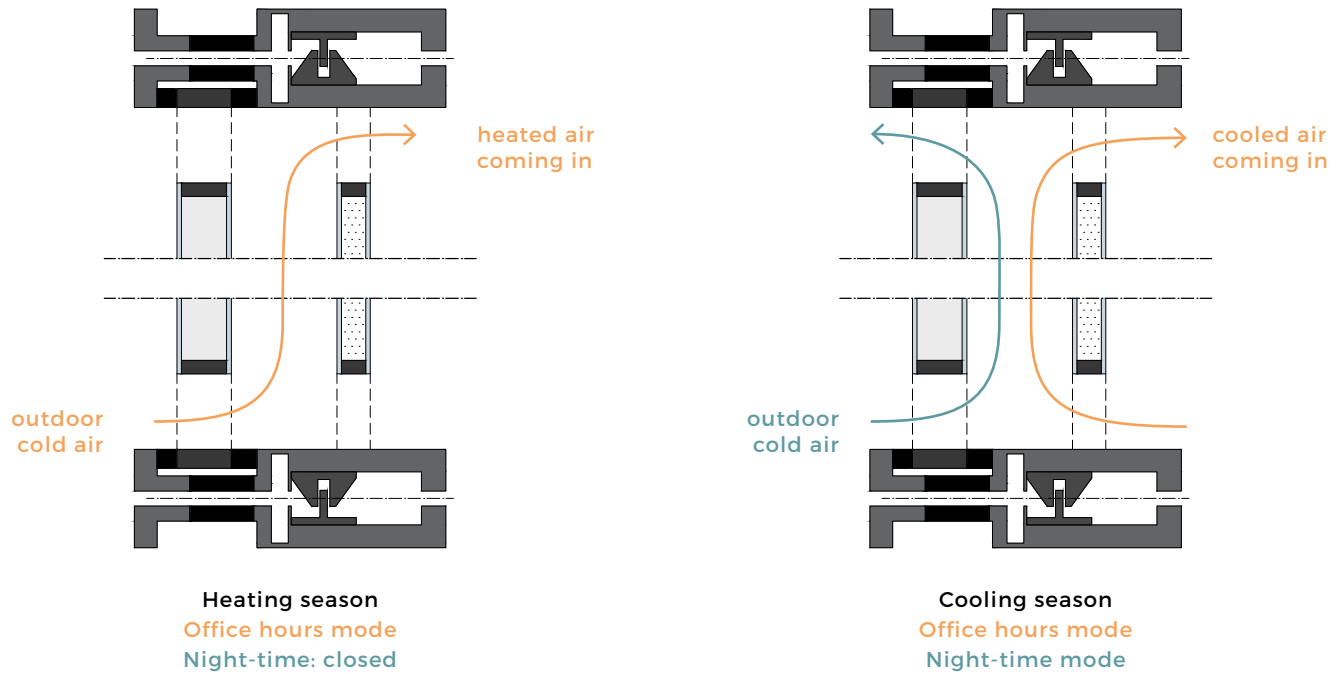 heated air
coming in
outdoor
cold air
Heating season
Office hours mode
Night-time: closed
cooled air
coming in
outdoor
cold air
Cooling season
Office hours mode
Night-time mode